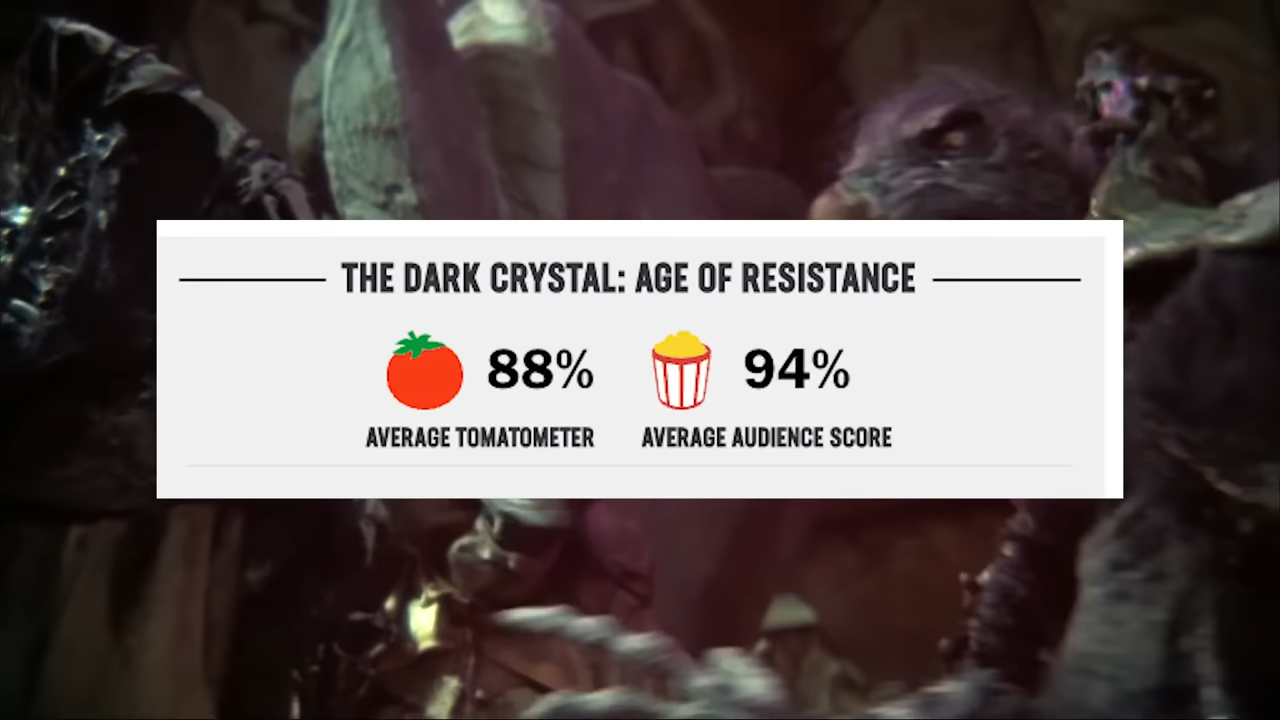 THE DARK CRYSTAL: AGE OF RESISTANCE
88% 94%
AVERAGE TOMATOMETER AVERAGE AUDIENCE SCORE